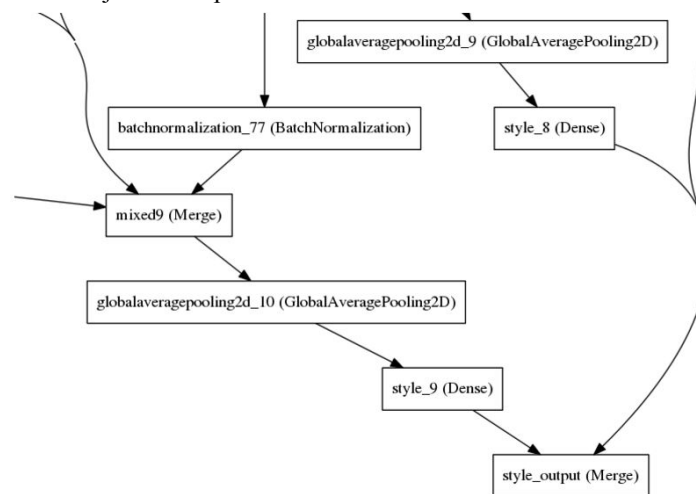 globalaveragepooling2d_9 (GlobalAveragePooling2D)
batchnormalization_77 (BatchNormalization)
style_8 (Dense)
mixed9 (Merge)
globalaveragepooling2d_10 (GlobalAveragePooling2D)
style_9 (Dense)
style_output (Merge)